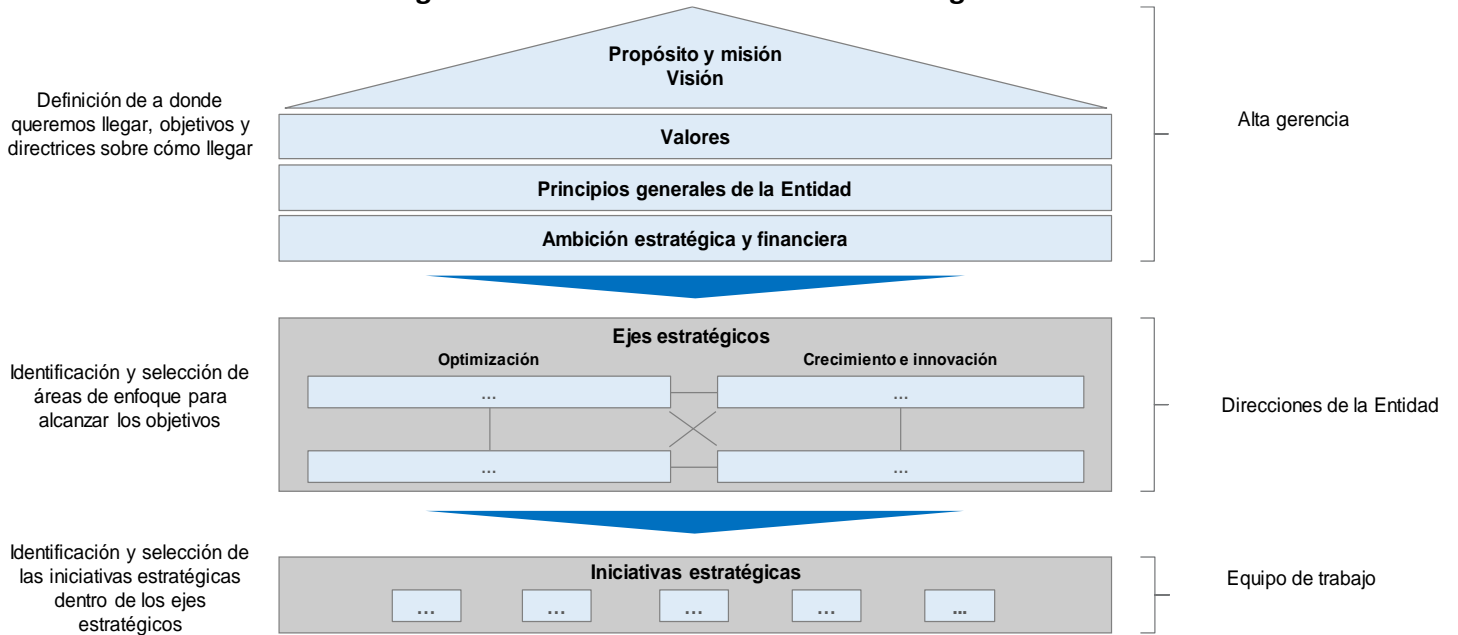 Propósito y misión
Visión
Definición de a donde
queremos llegar, objetivos y
directrices sobre cómo llegar
Valores
Principios generales de la Entidad
Ambición estratégica y financiera
Alta gerencia
Identificación y selección de
áreas de enfoque para
alcanzar los objetivos
Ejes estratégicos
Optimización
Crecimiento e innovación
...
...
...
...
Direcciones de la Entidad
Identificación y selección de
las iniciativas estratégicas
dentro de los ejes
estratégicos
Iniciativas estratégicas
...
...
...
...
...
Equipo de trabajo